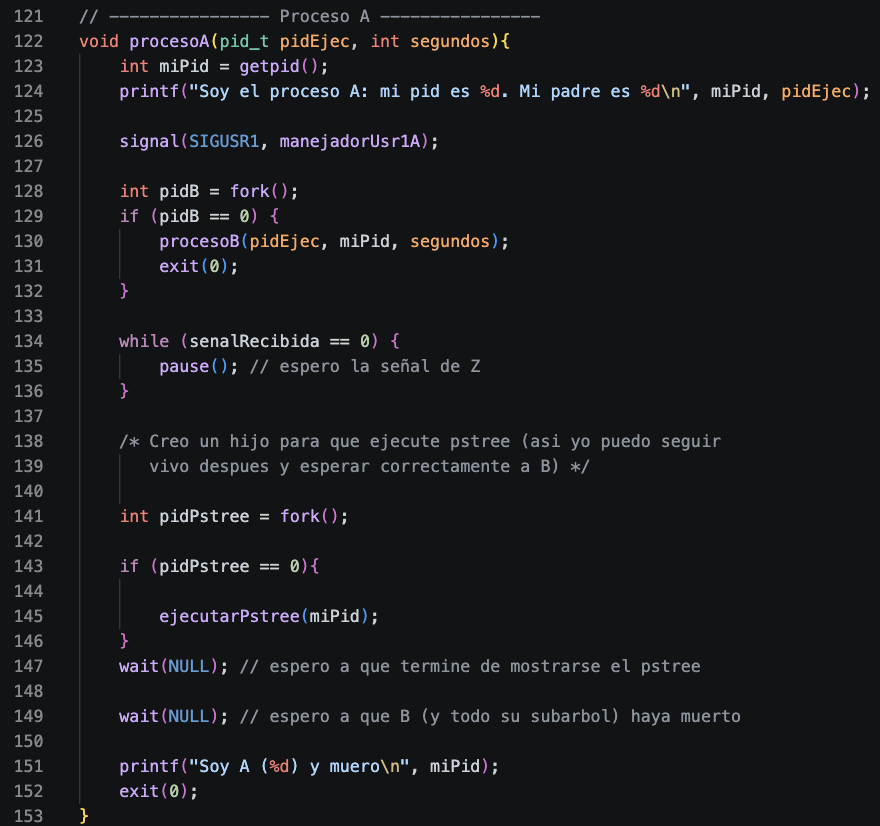 121 // ———————————————— Proceso A ————————————————
122 void procesoA(pid_t pidEjec, int segundos){
123     int miPid = getpid();
124     printf("Soy el proceso A: mi pid es %d. Mi padre es %d\n", miPid, pidEjec);
125
126     signal(SIGUSR1, manejadorUsr1A);
127
128     int pidB = fork();
129     if (pidB == 0) {
130         procesoB(pidEjec, miPid, segundos);
131         exit(0);
132     }
133
134     while (senalRecibida == 0) {
135         pause(); // espero la señal de Z
136     }
137
138     /* Creo un hijo para que ejecute pstree (asi yo puedo seguir
139        vivo despues y esperar correctamente a B) */
140
141     int pidPstree = fork();
142
143     if (pidPstree == 0){
144
145         ejecutarPstree(miPid);
146     }
147     wait(NULL); // espero a que termine de mostrarse el pstree
148
149     wait(NULL); // espero a que B (y todo su subarbol) haya muerto
150
151     printf("Soy A (%d) y muero\n", miPid);
152     exit(0);
153 }